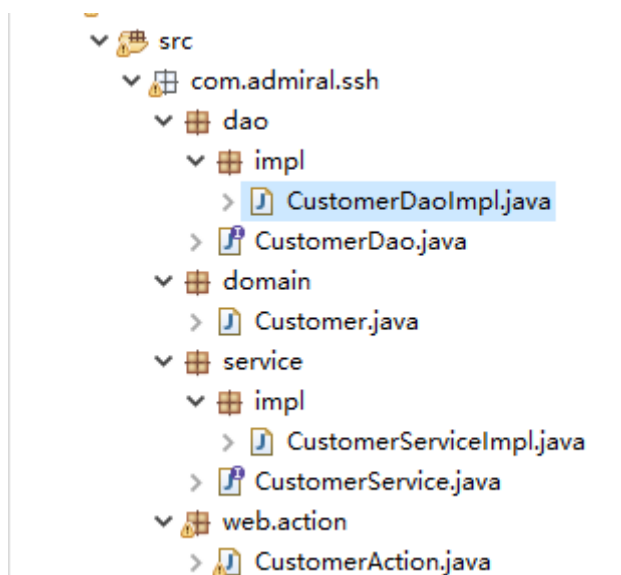 src
com.admiral.ssh
dao
impl
CustomerDaoImpl.java
CustomerDao.java
domain
Customer.java
service
impl
CustomerServiceImpl.java
CustomerService.java
web.action
CustomerAction.java